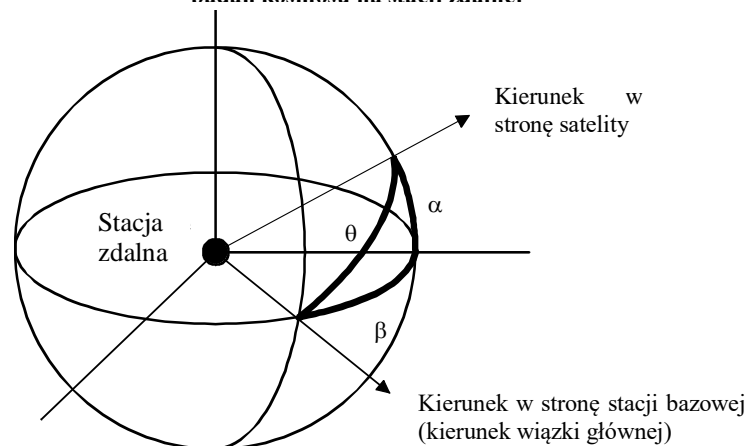 Kierunek w
stronę satelity
α
Stacja
zdalna
θ
β
Kierunek w stronę stacji bazowej
(kierunek wiązki głównej)